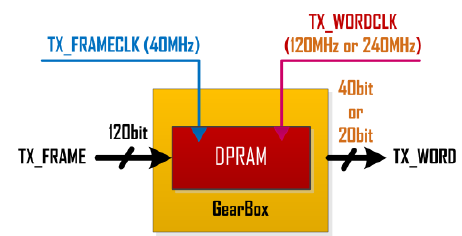 TX_FRAMECLK (40MHz)
TX_WORDCLK
(120MHz or 240MHz)
40bit
or
20bit
120bit
TX_FRAME
DPRAM
TX_WORD
GearBox